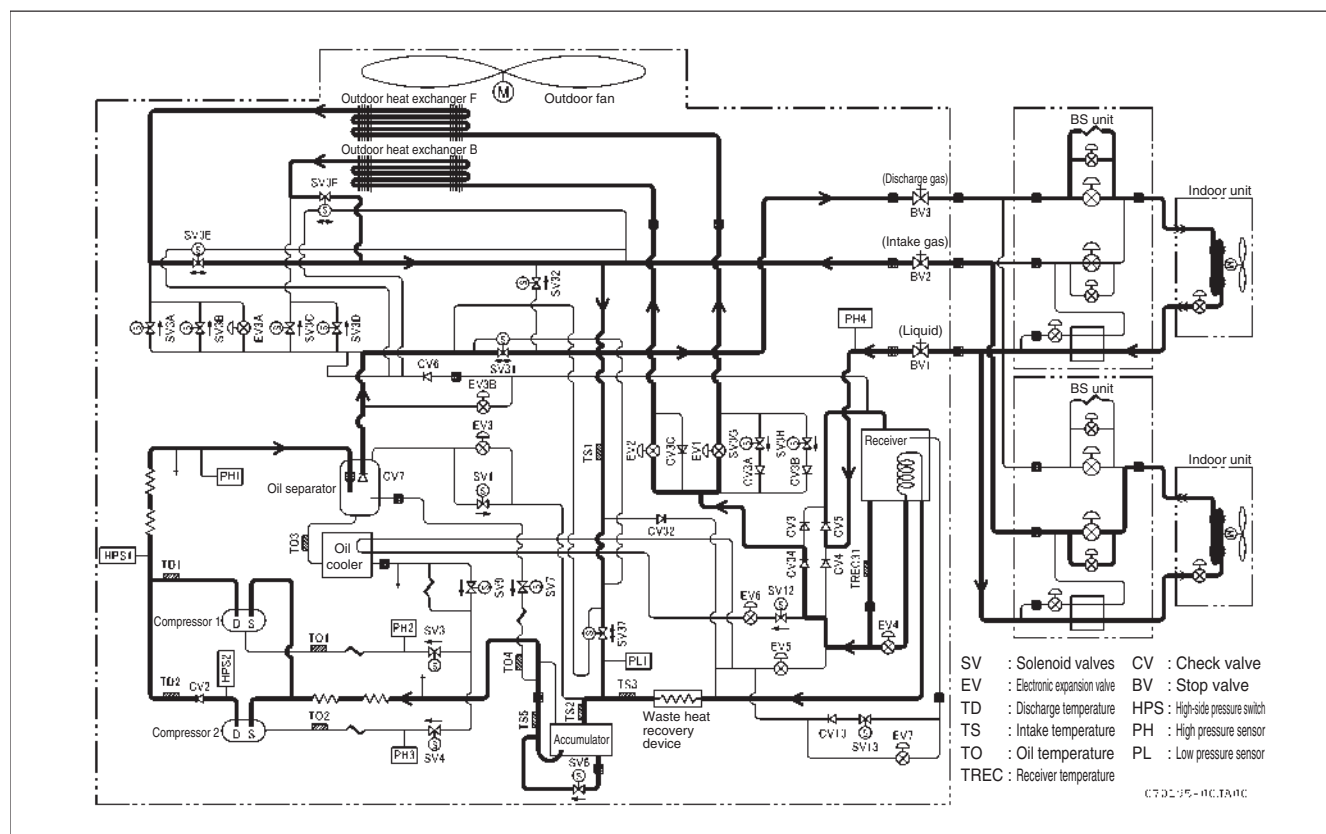 Outdoor heat exchanger F
M
Outdoor fan
Outdoor heat exchanger B
SV3F
S
SV3E
S
(Discharge gas)
BV3
BS unit
Indoor unit
M
(Intake gas)
BV2
S
SV32
SV3A
SV3B
EV3A
SV3C
SV3D
PH4
(Liquid)
BV1
SV31
CV6
EV3B
EV3
BS unit
Indoor unit
M
PH1
CV7
Oil separator
SV1
TS1
EV2
CV3C
EV1
SV3G
CV3A
SV3H
CV3B
Receiver
HPS1
TO3
Oil
cooler
CV32
CV3
CV5
CV34
CV4
TREC31
TD1
SV9
SV7
Compressor 1
D S
EV6
SV12
EV4
TO1
PH2
SV3
TO4
SV37
EV5
PL1
HPS2
TD2
CV2
TS3
TS5
TS2
Waste heat
recovery
device
Compressor 2
D S
TO2
PH3
SV4
Accumulator
SV6
CV13
SV13
EV7
SV : Solenoid valves CV : Check valve
EV : Electronic expansion valve BV : Stop valve
TD : Discharge temperature HPS : High-side pressure switch
TS : Intake temperature PH : High pressure sensor
TO : Oil temperature PL : Low pressure sensor
TREC : Receiver temperature